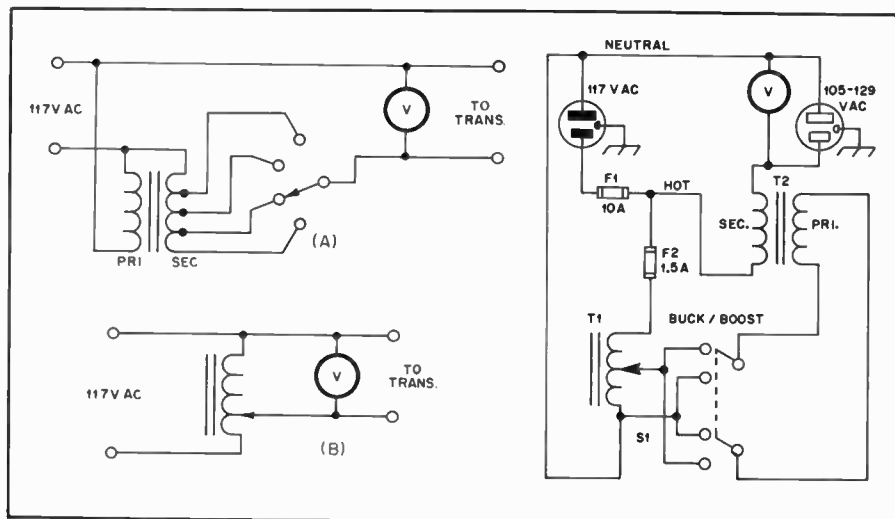 117V AC
PRI
SEC
V
TO
TRANS.
(A)
117V AC
V
TO
TRANS.
(B)
NEUTRAL
117 VAC
V
105-129
VAC
F1
10A
HOT
T2
SEC.
PRI.
F2
1.5A
T1
BUCK / BOOST
S1